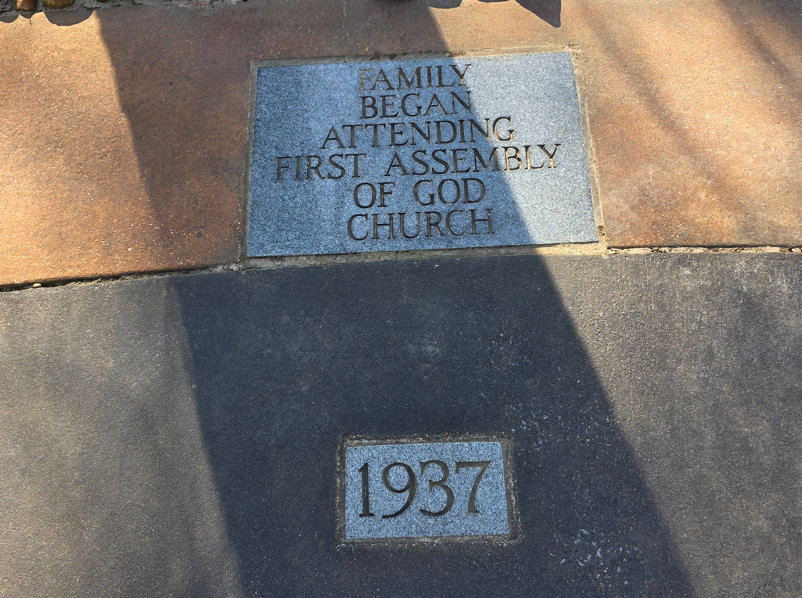 FAMILY
BEGAN
ATTENDING
FIRST ASSEMBLY
OF GOD
CHURCH
1937